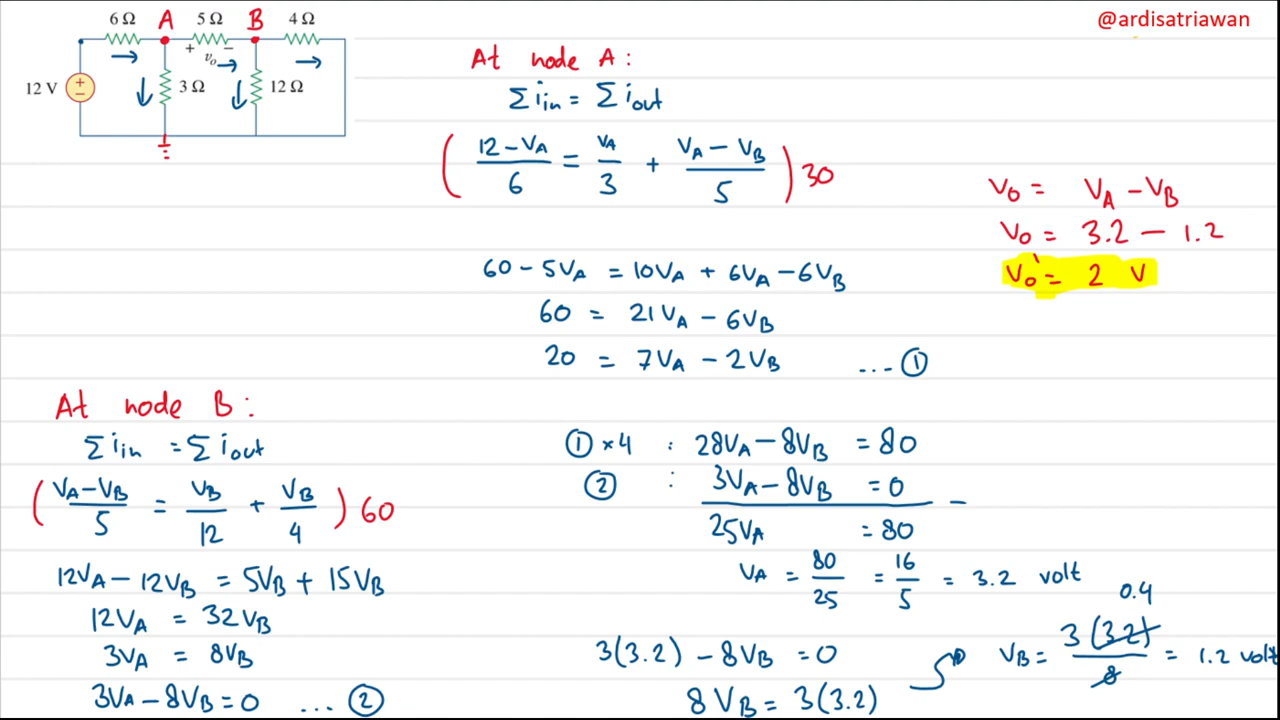 @ardisatriawan
6 Ω A 5 Ω B 4 Ω
+ v₀ −
12 V + − 3 Ω 12 Ω
At node A:
Σ i_in = Σ i_out
( (12 - V_A)/6 = V_A/3 + (V_A - V_B)/5 ) 30
60 - 5V_A = 10V_A + 6V_A - 6V_B
60 = 21V_A - 6V_B
20 = 7V_A - 2V_B .... ①
V_o = V_A - V_B
V_o = 3.2 - 1.2
V_o = 2 V
At node B:
Σ i_in = Σ i_out
( (V_A - V_B)/5 = V_B/12 + V_B/4 ) 60
12V_A - 12V_B = 5V_B + 15V_B
12V_A = 32V_B
3V_A = 8V_B
3V_A - 8V_B = 0 ... ②
① × 4 : 28V_A - 8V_B = 80
② : 3V_A - 8V_B = 0 −
25V_A = 80
V_A = 80/25 = 16/5 = 3.2 volt
3(3.2) - 8V_B = 0
8V_B = 3(3.2)
0.4
V_B = 3(3.2)/8 = 1.2 volt